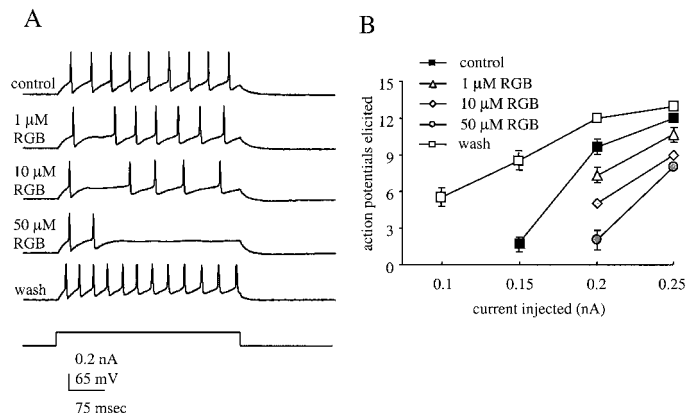 A
control
1 μM
RGB
10 μM
RGB
50 μM
RGB
wash
0.2 nA
65 mV
75 msec
B
control
1 μM RGB
10 μM RGB
50 μM RGB
wash
action potentials elicited
15
12
9
6
3
0
0.1 0.15 0.2 0.25
current injected (nA)